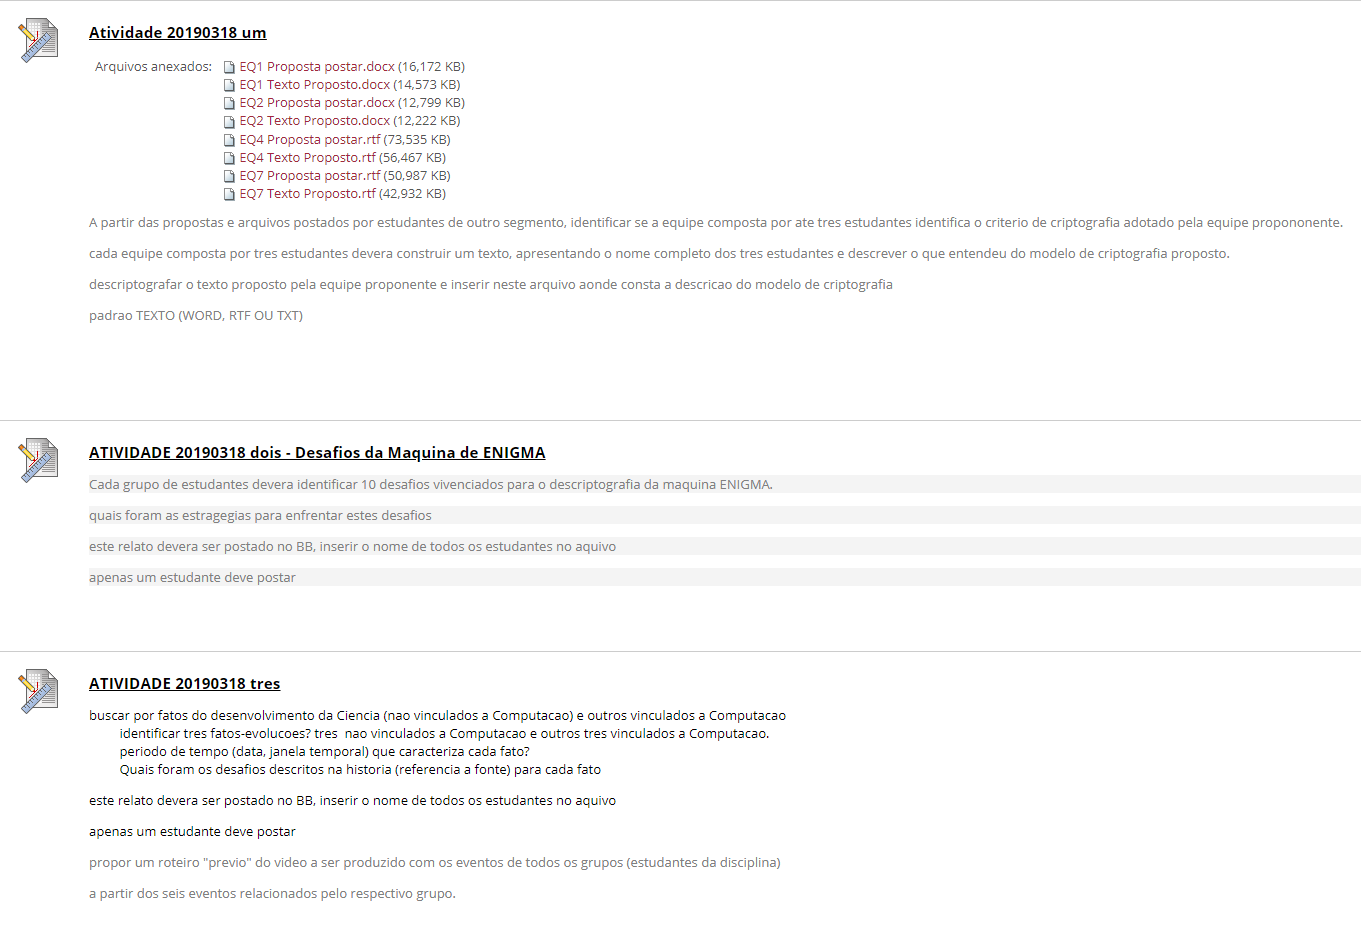 Atividade 20190318 um
Arquivos anexados: EQ1 Proposta postar.docx (16,172 KB)
EQ1 Texto Proposto.docx (14,573 KB)
EQ2 Proposta postar.docx (12,799 KB)
EQ2 Texto Proposto.docx (12,222 KB)
EQ4 Proposta postar.rtf (73,535 KB)
EQ4 Texto Proposto.rtf (56,467 KB)
EQ7 Proposta postar.rtf (50,987 KB)
EQ7 Texto Proposto.rtf (42,932 KB)
A partir das propostas e arquivos postados por estudantes de outro segmento, identificar se a equipe composta por ate tres estudantes identifica o criterio de criptografia adotado pela equipe propononente.
cada equipe composta por tres estudantes devera construir um texto, apresentando o nome completo dos tres estudantes e descrever o que entendeu do modelo de criptografia proposto.
descriptografar o texto proposto pela equipe proponente e inserir neste arquivo aonde consta a descricao do modelo de criptografia
padrao TEXTO (WORD, RTF OU TXT)
ATIVIDADE 20190318 dois - Desafios da Maquina de ENIGMA
Cada grupo de estudantes devera identificar 10 desafios vivenciados para o descriptografia da maquina ENIGMA.
quais foram as estragegias para enfrentar estes desafios
este relato devera ser postado no BB, inserir o nome de todos os estudantes no aquivo
apenas um estudante deve postar
ATIVIDADE 20190318 tres
buscar por fatos do desenvolvimento da Ciencia (nao vinculados a Computacao) e outros vinculados a Computacao
identificar tres fatos-evolucoes? tres  nao vinculados a Computacao e outros tres vinculados a Computacao.
periodo de tempo (data, janela temporal) que caracteriza cada fato?
Quais foram os desafios descritos na historia (referencia a fonte) para cada fato
este relato devera ser postado no BB, inserir o nome de todos os estudantes no aquivo
apenas um estudante deve postar
propor um roteiro "previo" do video a ser produzido com os eventos de todos os grupos (estudantes da disciplina)
a partir dos seis eventos relacionados pelo respectivo grupo.